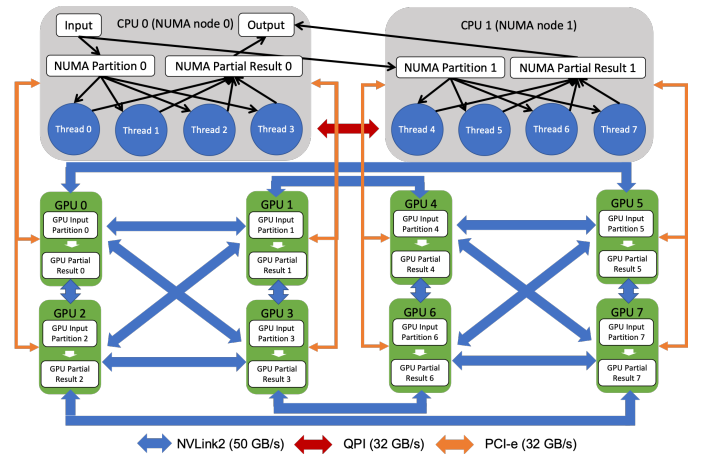 CPU 0 (NUMA node 0)
Input
Output
NUMA Partition 0
NUMA Partial Result 0
Thread 0
Thread 1
Thread 2
Thread 3
CPU 1 (NUMA node 1)
NUMA Partition 1
NUMA Partial Result 1
Thread 4
Thread 5
Thread 6
Thread 7
GPU 0
GPU Input
Partition 0
GPU Partial
Result 0
GPU 1
GPU Input
Partition 1
GPU Partial
Result 1
GPU 4
GPU Input
Partition 4
GPU Partial
Result 4
GPU 5
GPU Input
Partition 5
GPU Partial
Result 5
GPU 2
GPU Input
Partition 2
GPU Partial
Result 2
GPU 3
GPU Input
Partition 3
GPU Partial
Result 3
GPU 6
GPU Input
Partition 6
GPU Partial
Result 6
GPU 7
GPU Input
Partition 7
GPU Partial
Result 7
NVLink2 (50 GB/s)
QPI (32 GB/s)
PCI-e (32 GB/s)